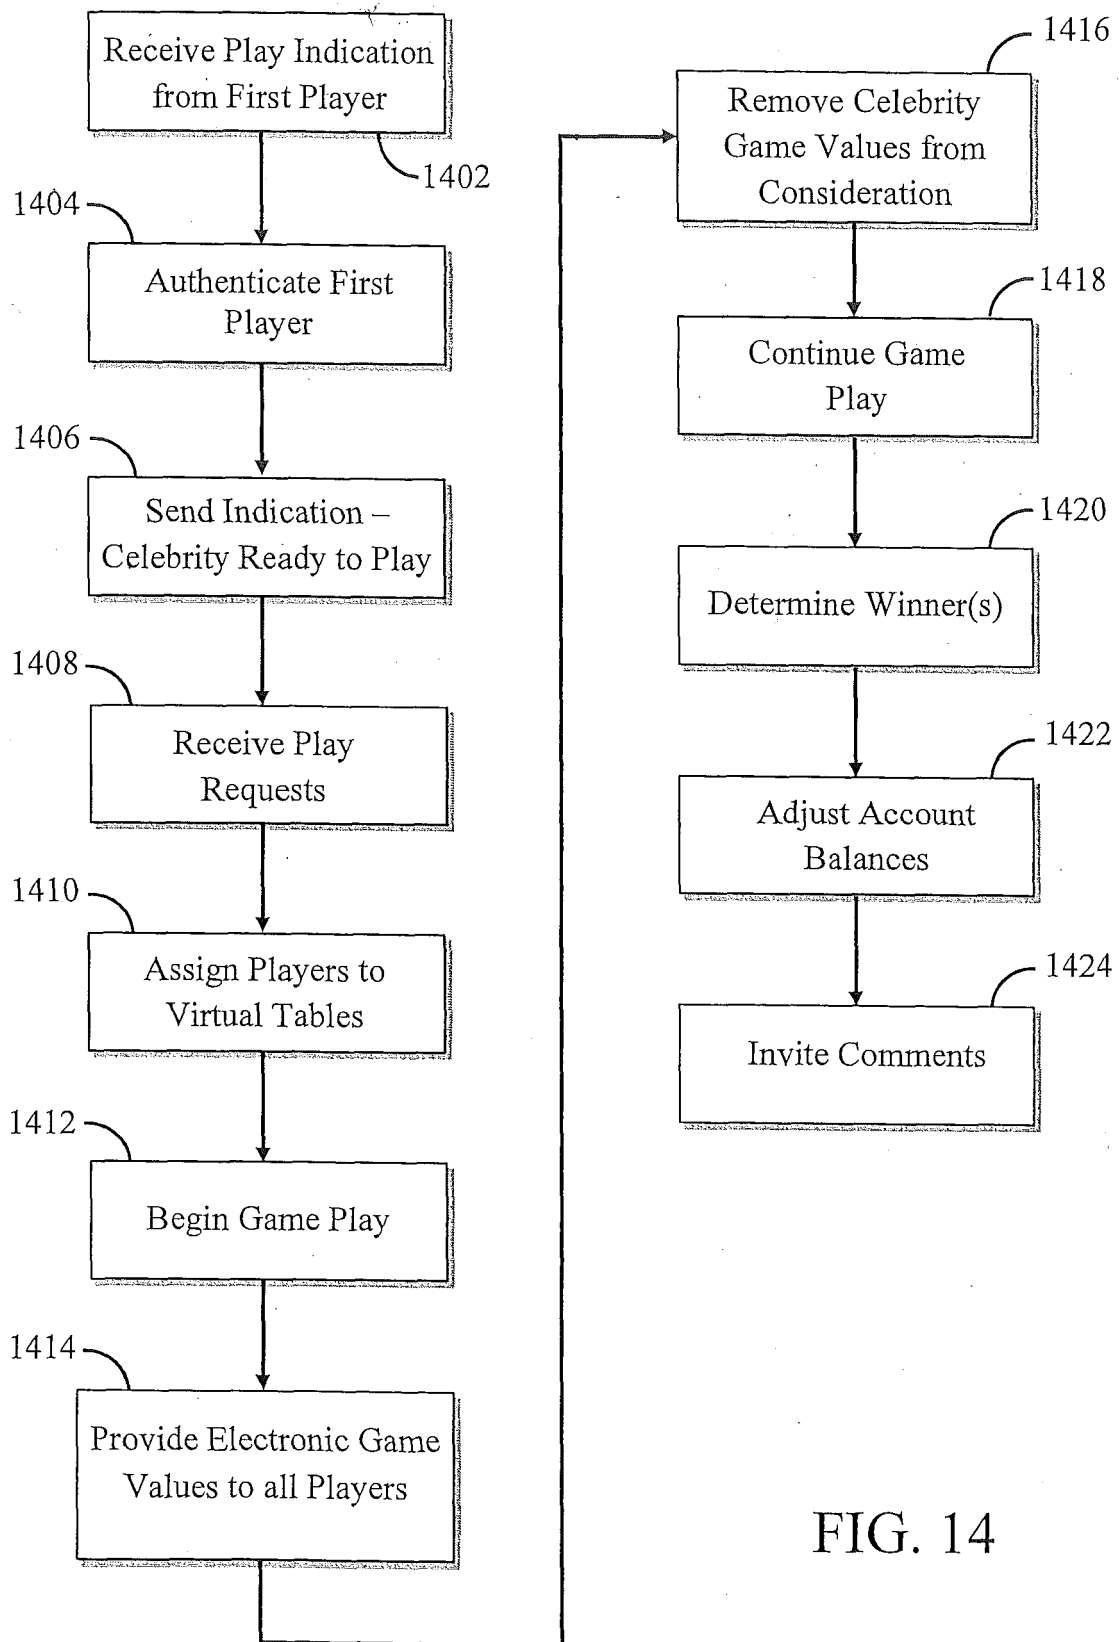 Receive Play Indication
from First Player
1402
1404
Authenticate First
Player
1406
Send Indication –
Celebrity Ready to Play
1408
Receive Play
Requests
1410
Assign Players to
Virtual Tables
1412
Begin Game Play
1414
Provide Electronic Game
Values to all Players
1416
Remove Celebrity
Game Values from
Consideration
1418
Continue Game
Play
1420
Determine Winner(s)
1422
Adjust Account
Balances
1424
Invite Comments
FIG. 14